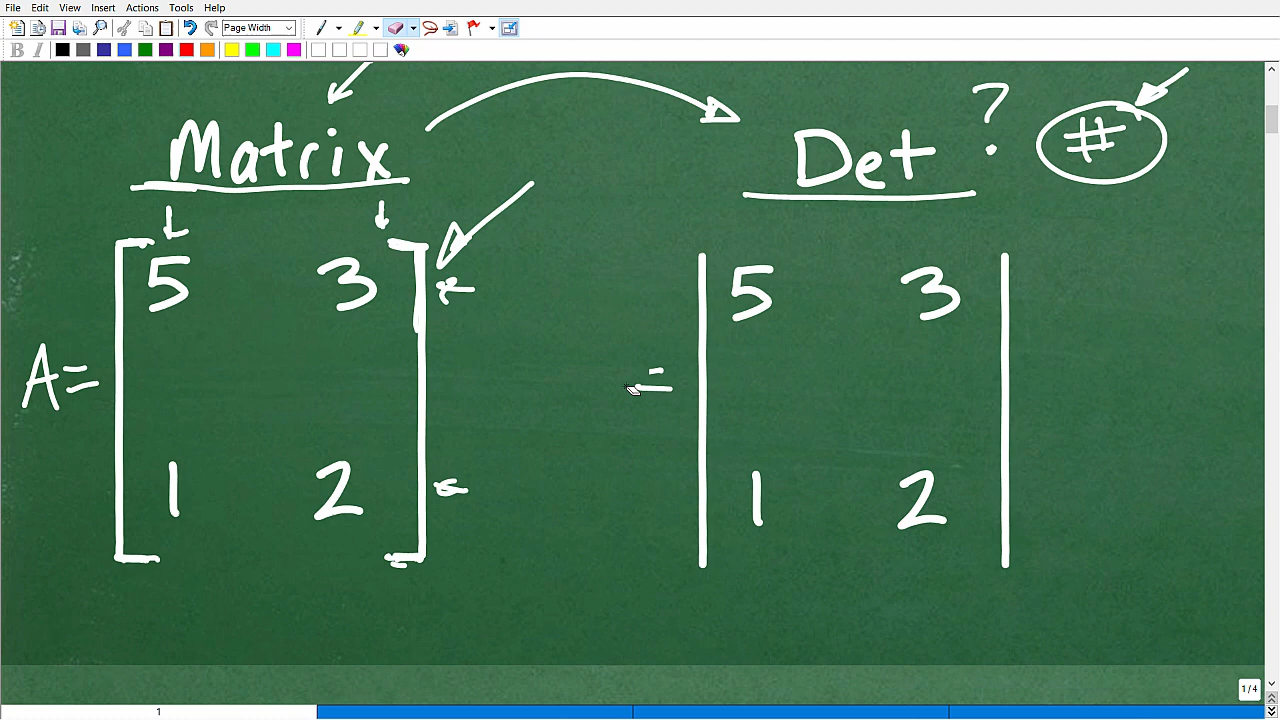 File Edit View Insert Actions Tools Help
Page Width
B I
Matrix Det ? #
5 3 5 3
A= =
1 2 1 2
1/4
1